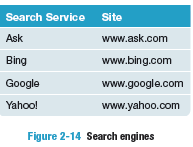 Search Service Site
Ask www.ask.com
Bing www.bing.com
Google www.google.com
Yahoo! www.yahoo.com
Figure 2-14 Search engines